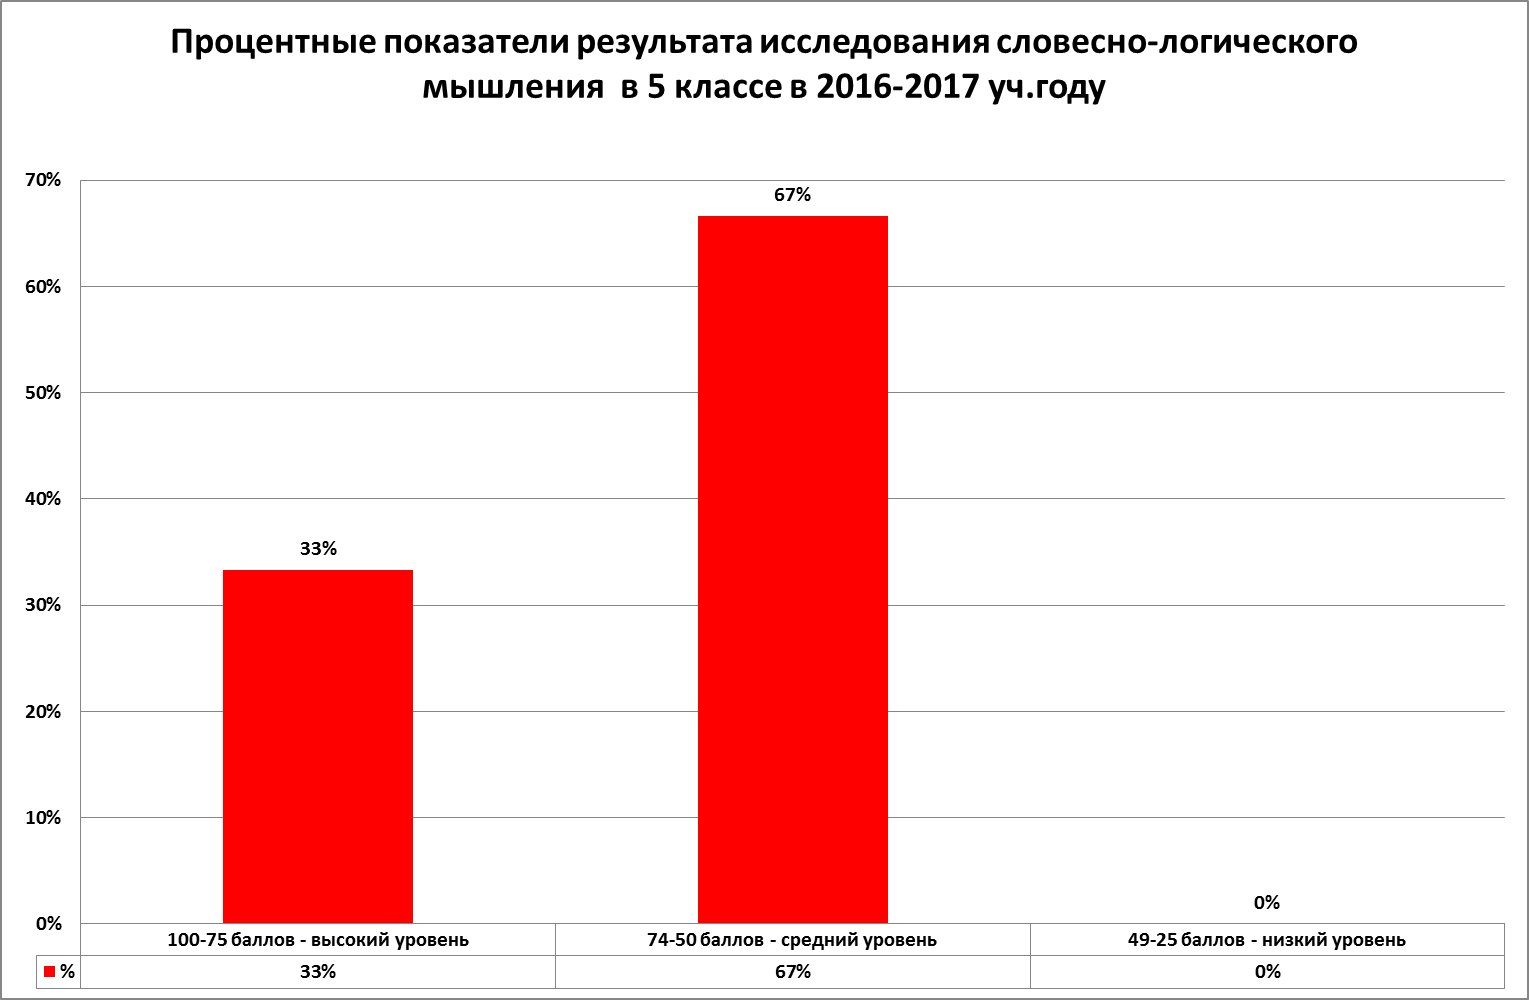 Процентные показатели результата исследования словесно-логического
мышления  в 5 классе в 2016-2017 уч.году
70%
67%
60%
50%
40%
33%
30%
20%
10%
0%
0%
100-75 баллов - высокий уровень 74-50 баллов - средний уровень 49-25 баллов - низкий уровень
% 33% 67% 0%